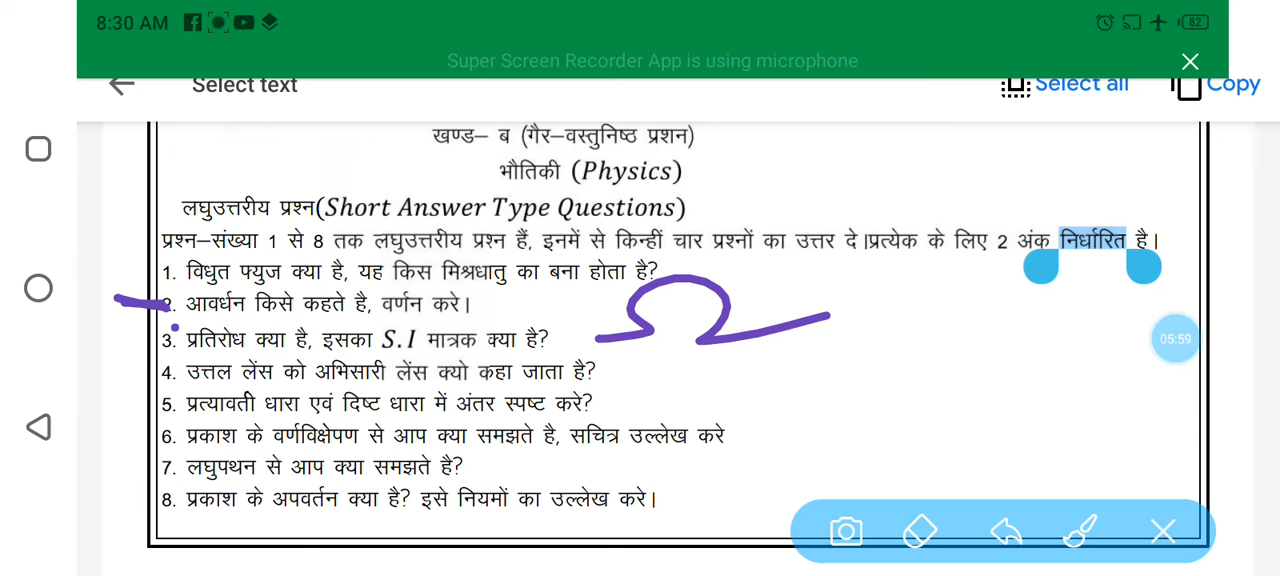 8:30 AM
82
Super Screen Recorder App is using microphone
Select text
Select all
Copy
खण्ड– ब (गैर–वस्तुनिष्ठ प्रशन)
भौतिकी (Physics)
लघुउत्तरीय प्रश्न(Short Answer Type Questions)
प्रश्न–संख्या 1 से 8 तक लघुउत्तरीय प्रश्न हैं, इनमें से किन्हीं चार प्रश्नों का उत्तर दे।प्रत्येक के लिए 2 अंक निर्धारित है।
1. विधुत फ्युज क्या है, यह किस मिश्रधातु का बना होता है?
2. आवर्धन किसे कहते है, वर्णन करे।
3. प्रतिरोध क्या है, इसका S.I मात्रक क्या है?
Ω
05:59
4. उत्तल लेंस को अभिसारी लेंस क्यो कहा जाता है?
5. प्रत्यावती धारा एवं दिष्ट धारा में अंतर स्पष्ट करे?
6. प्रकाश के वर्णविक्षेपण से आप क्या समझते है, सचित्र उल्लेख करे
7. लघुपथन से आप क्या समझते है?
8. प्रकाश के अपवर्तन क्या है? इसे नियमों का उल्लेख करे।